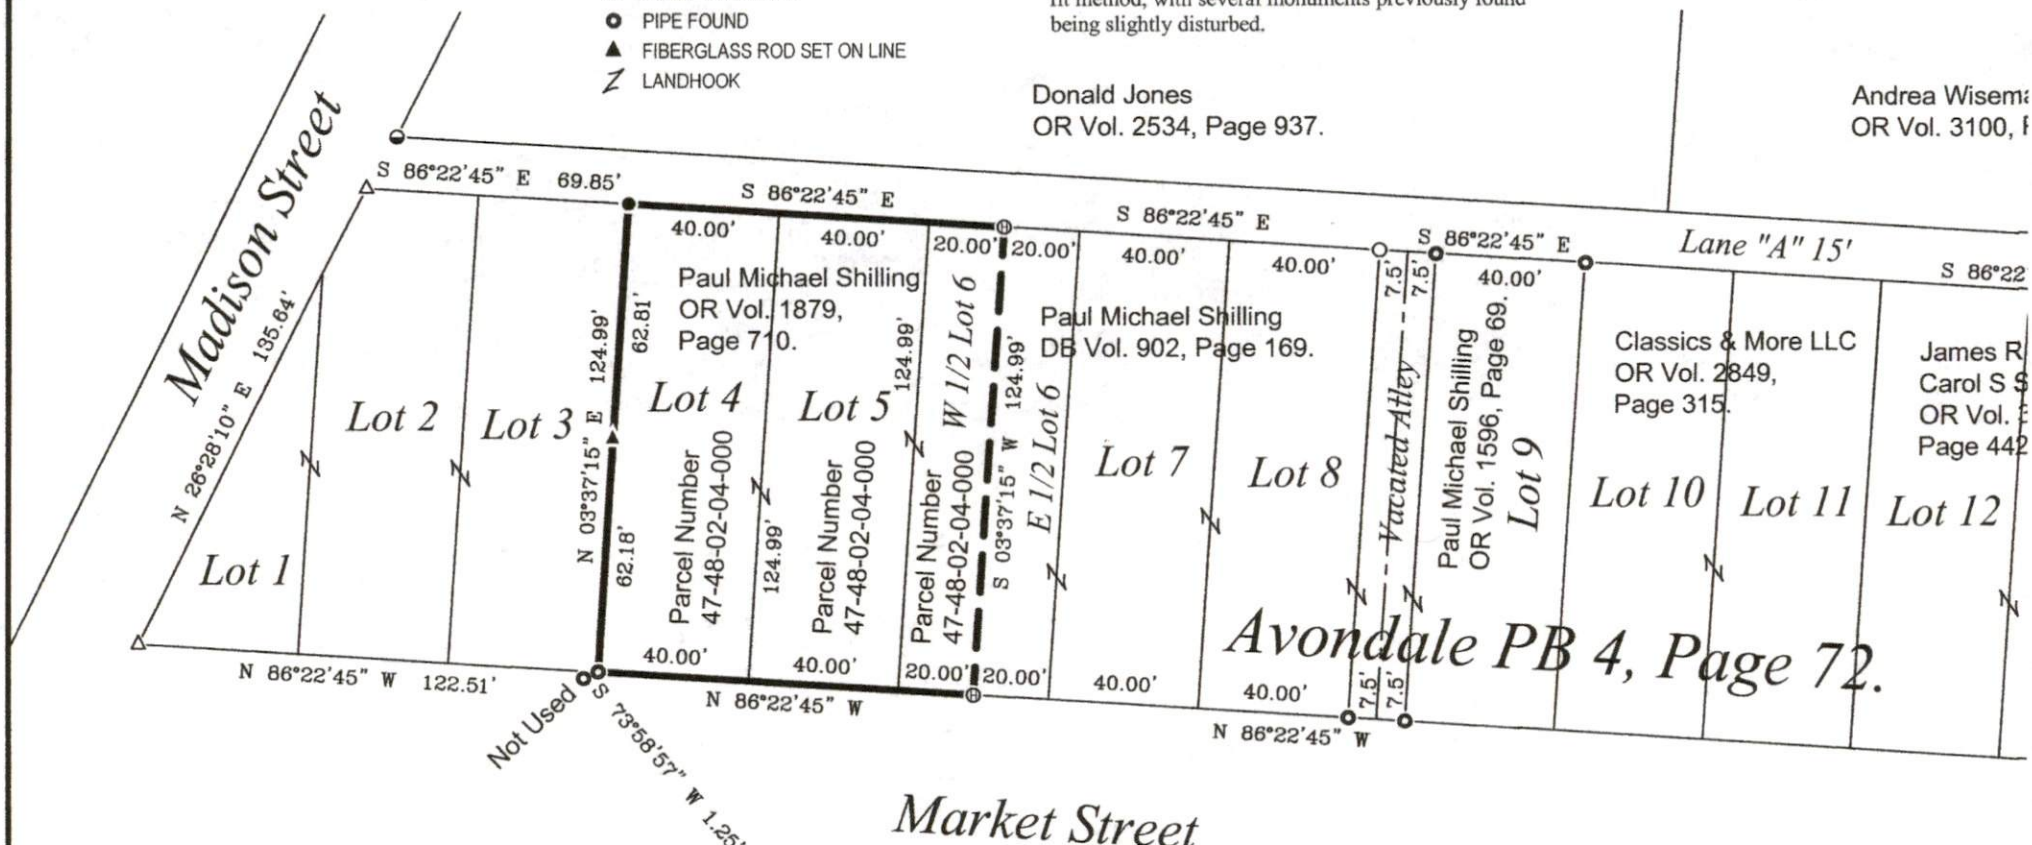 PIPE FOUND
FIBERGLASS ROD SET ON LINE
LANDHOOK
fit method, with several monuments previously found
being slightly disturbed.
Donald Jones
OR Vol. 2534, Page 937.
Andrea
OR Vol. 3100,
Madison Street
S 86°22'45" E 69.85'
S 86°22'45" E
S 86°22'45" E
S 86°22'45" E
Lane "A" 15'
S 86°22
40.00'
40.00'
20.00'
20.00'
40.00'
40.00'
7.5'
7.5'
40.00'
N 26°28'10" E 135.64'
N 03°37'15" E 124.99'
62.81'
62.18'
Paul Michael Shilling
OR Vol. 1879,
Page 710.
124.99'
W 1/2 Lot 6
S 03°37'15" W 124.99'
E 1/2 Lot 6
Paul Michael Shilling
DB Vol. 902, Page 169.
Vacated Alley
Paul Michael Shilling
OR Vol. 1596, Page 69.
Lot 9
Classics & More LLC
OR Vol. 2849,
Page 315.
James R
Carol S
OR Vol.
Page 442
Lot 1
Lot 2
Lot 3
Lot 4
Lot 5
Lot 7
Lot 8
Lot 10
Lot 11
Lot 12
Parcel Number
47-48-02-04-000
124.99'
Parcel Number
47-48-02-04-000
Parcel Number
47-48-02-04-000
Avondale PB 4, Page 72.
N 86°22'45" W 122.51'
40.00'
40.00'
20.00'
20.00'
40.00'
40.00'
7.5'
7.5'
N 86°22'45" W
N 86°22'45" W
Not Used
S 73°58'57" W 1.25'
Market Street